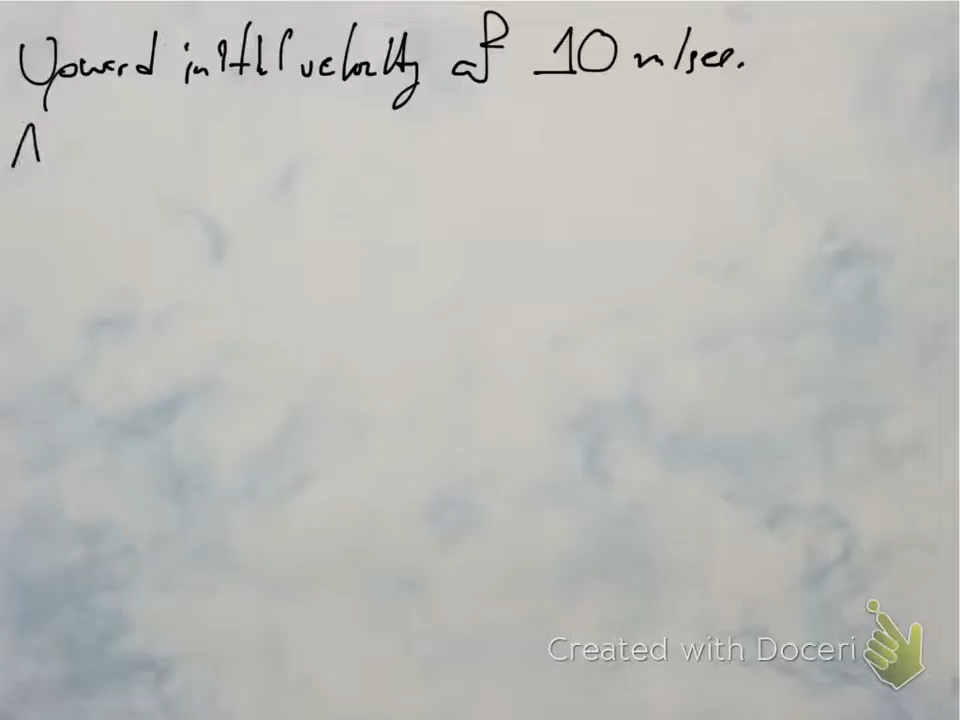 Upward initial velocity of 10 m/sec.
Created with Doceri